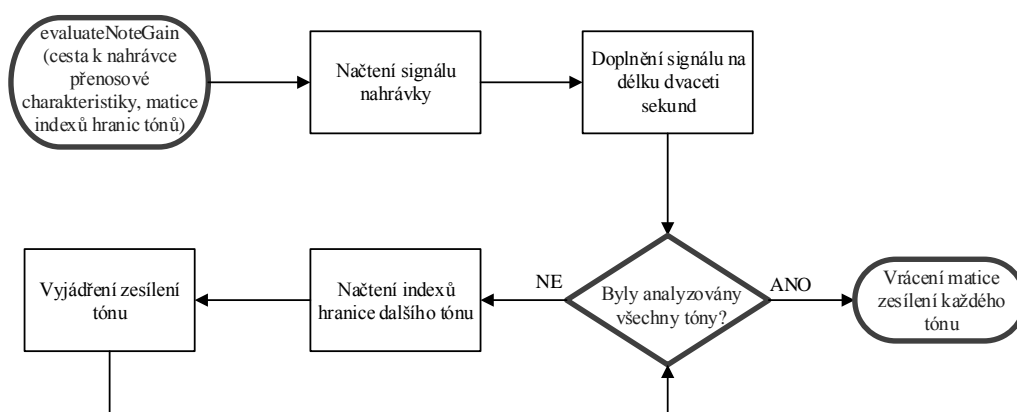 evaluateNoteGain
(cesta k nahrávce
přenosové
charakteristiky, matice
indexů hranic tónů)
Načtení signálu
nahrávky
Doplnění signálu na
délku dvaceti
sekund
Vyjádření zesílení
tónu
Načtení indexů
hranice dalšího tónu
NE
Byly analyzovány
všechny tóny?
ANO
Vrácení matice
zesílení každého
tónu